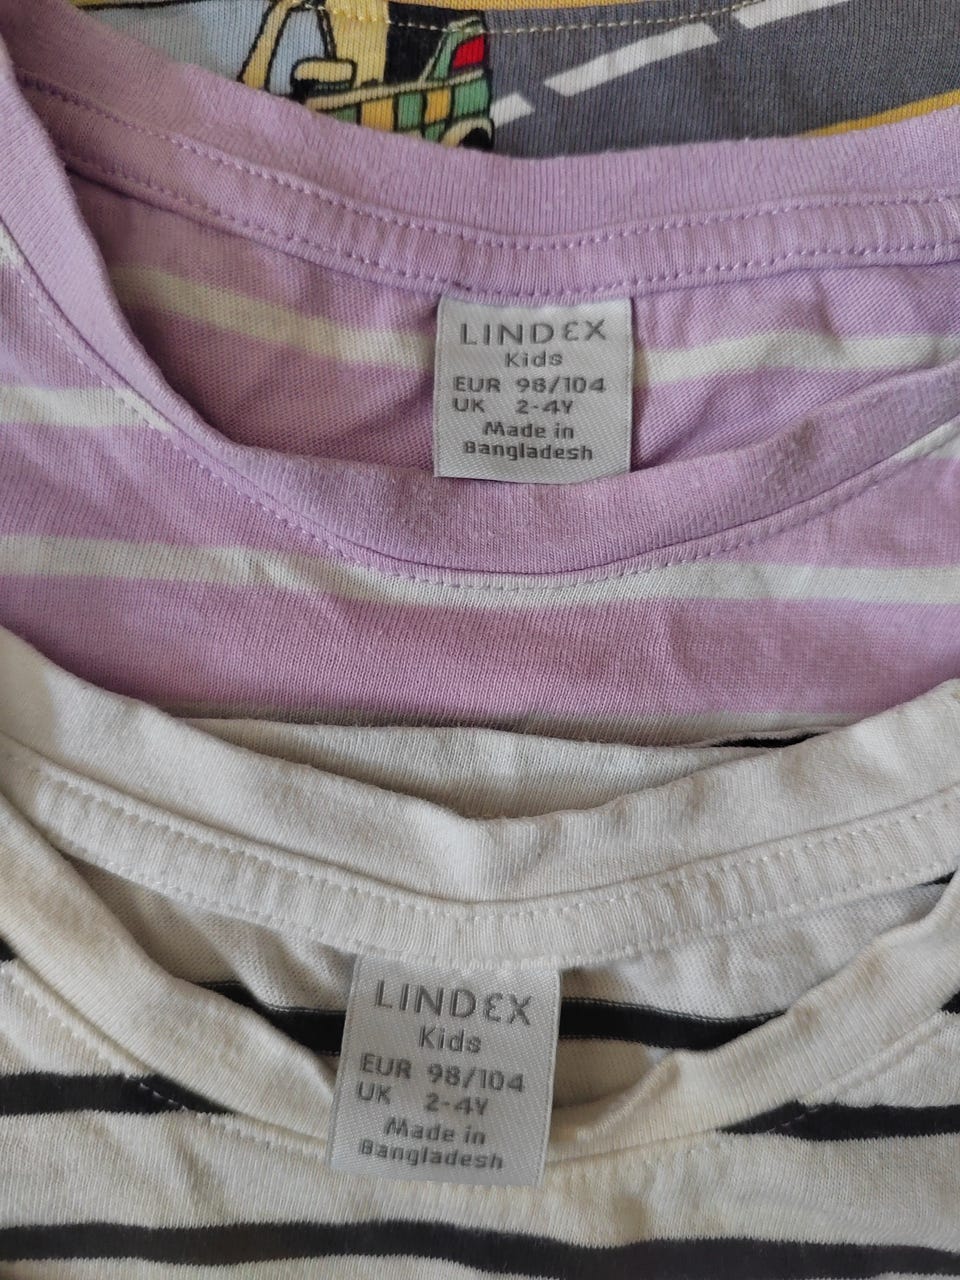 LINDEX
Kids
EUR 98/104
UK 2-4Y
Made in
Bangladesh
LINDEX
Kids
EUR 98/104
UK 2-4Y
Made in
Bangladesh